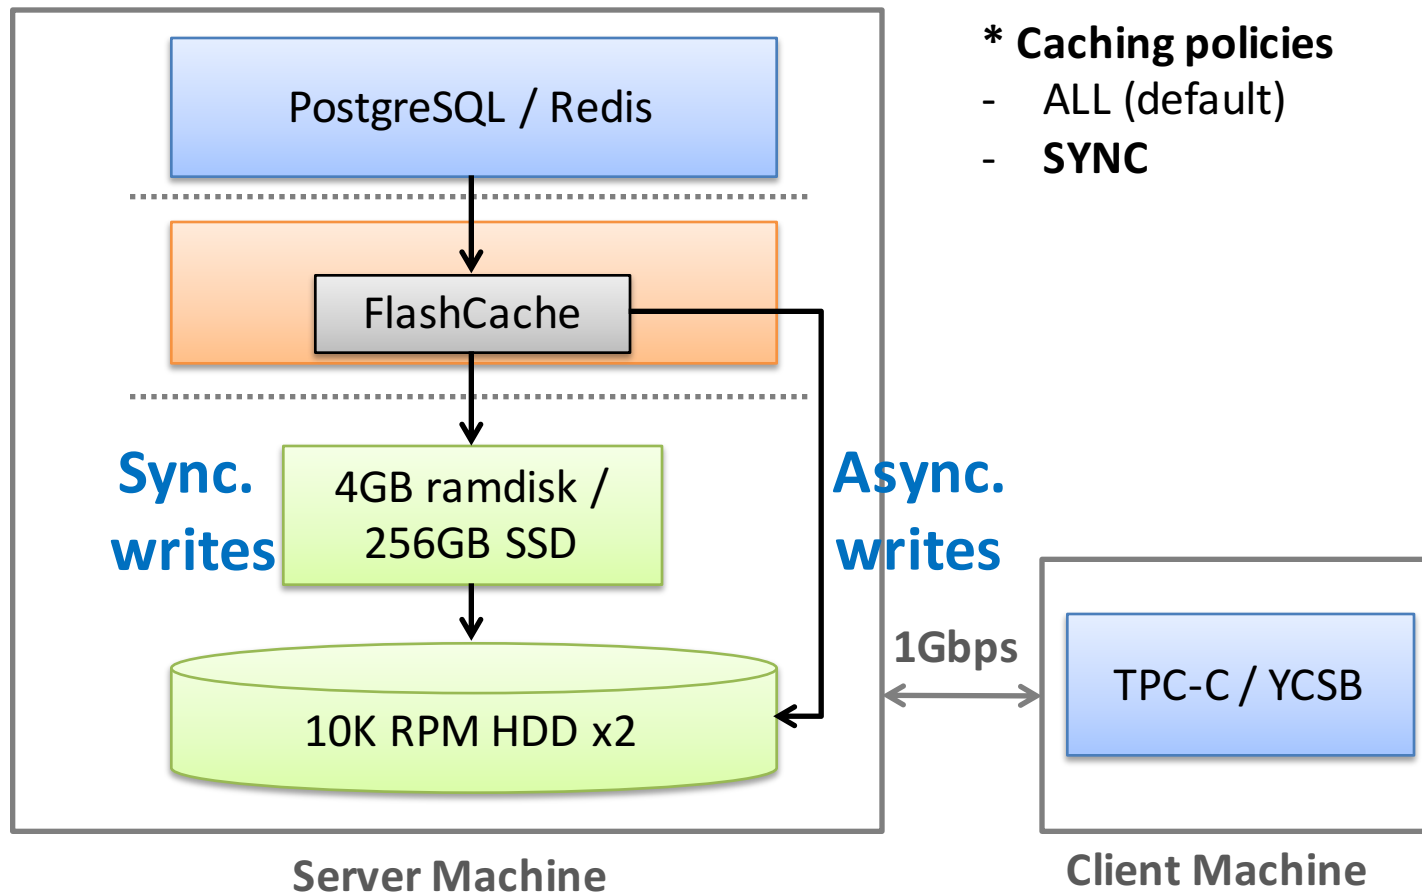 * Caching policies
- ALL (default)
- SYNC
PostgreSQL / Redis
FlashCache
Sync.
writes
4GB ramdisk /
256GB SSD
Async.
writes
10K RPM HDD x2
1Gbps
TPC-C / YCSB
Server Machine
Client Machine